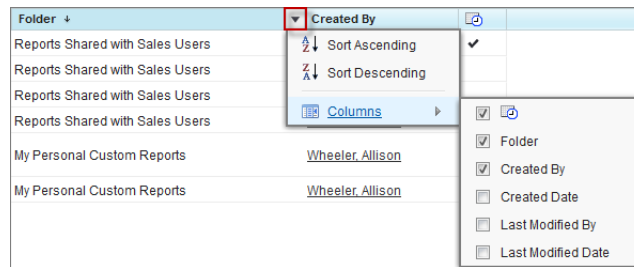 Folder Created By
Reports Shared with Sales Users
Sort Ascending
Reports Shared with Sales Users
Sort Descending
Reports Shared with Sales Users
Reports Shared with Sales Users
Columns
My Personal Custom Reports Wheeler, Allison
My Personal Custom Reports Wheeler, Allison
Folder
Created By
Created Date
Last Modified By
Last Modified Date